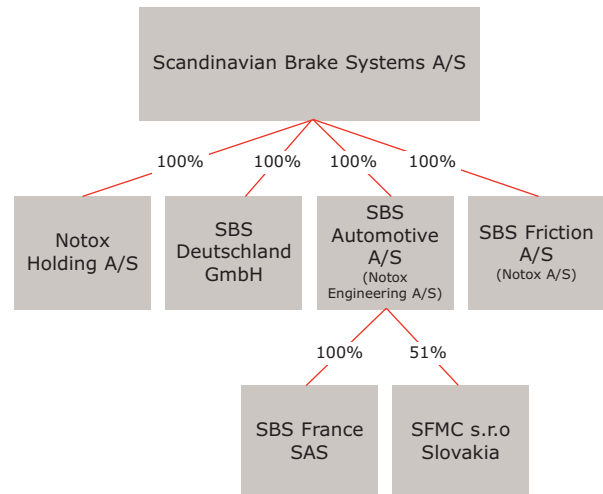 Scandinavian Brake Systems A/S
100%
100%
100%
100%
Notox
Holding A/S
SBS
Deutschland
GmbH
SBS
Automotive
A/S
(Notox
Engineering A/S)
SBS Friction
A/S
(Notox A/S)
100%
51%
SBS France
SAS
SFMC s.r.o
Slovakia